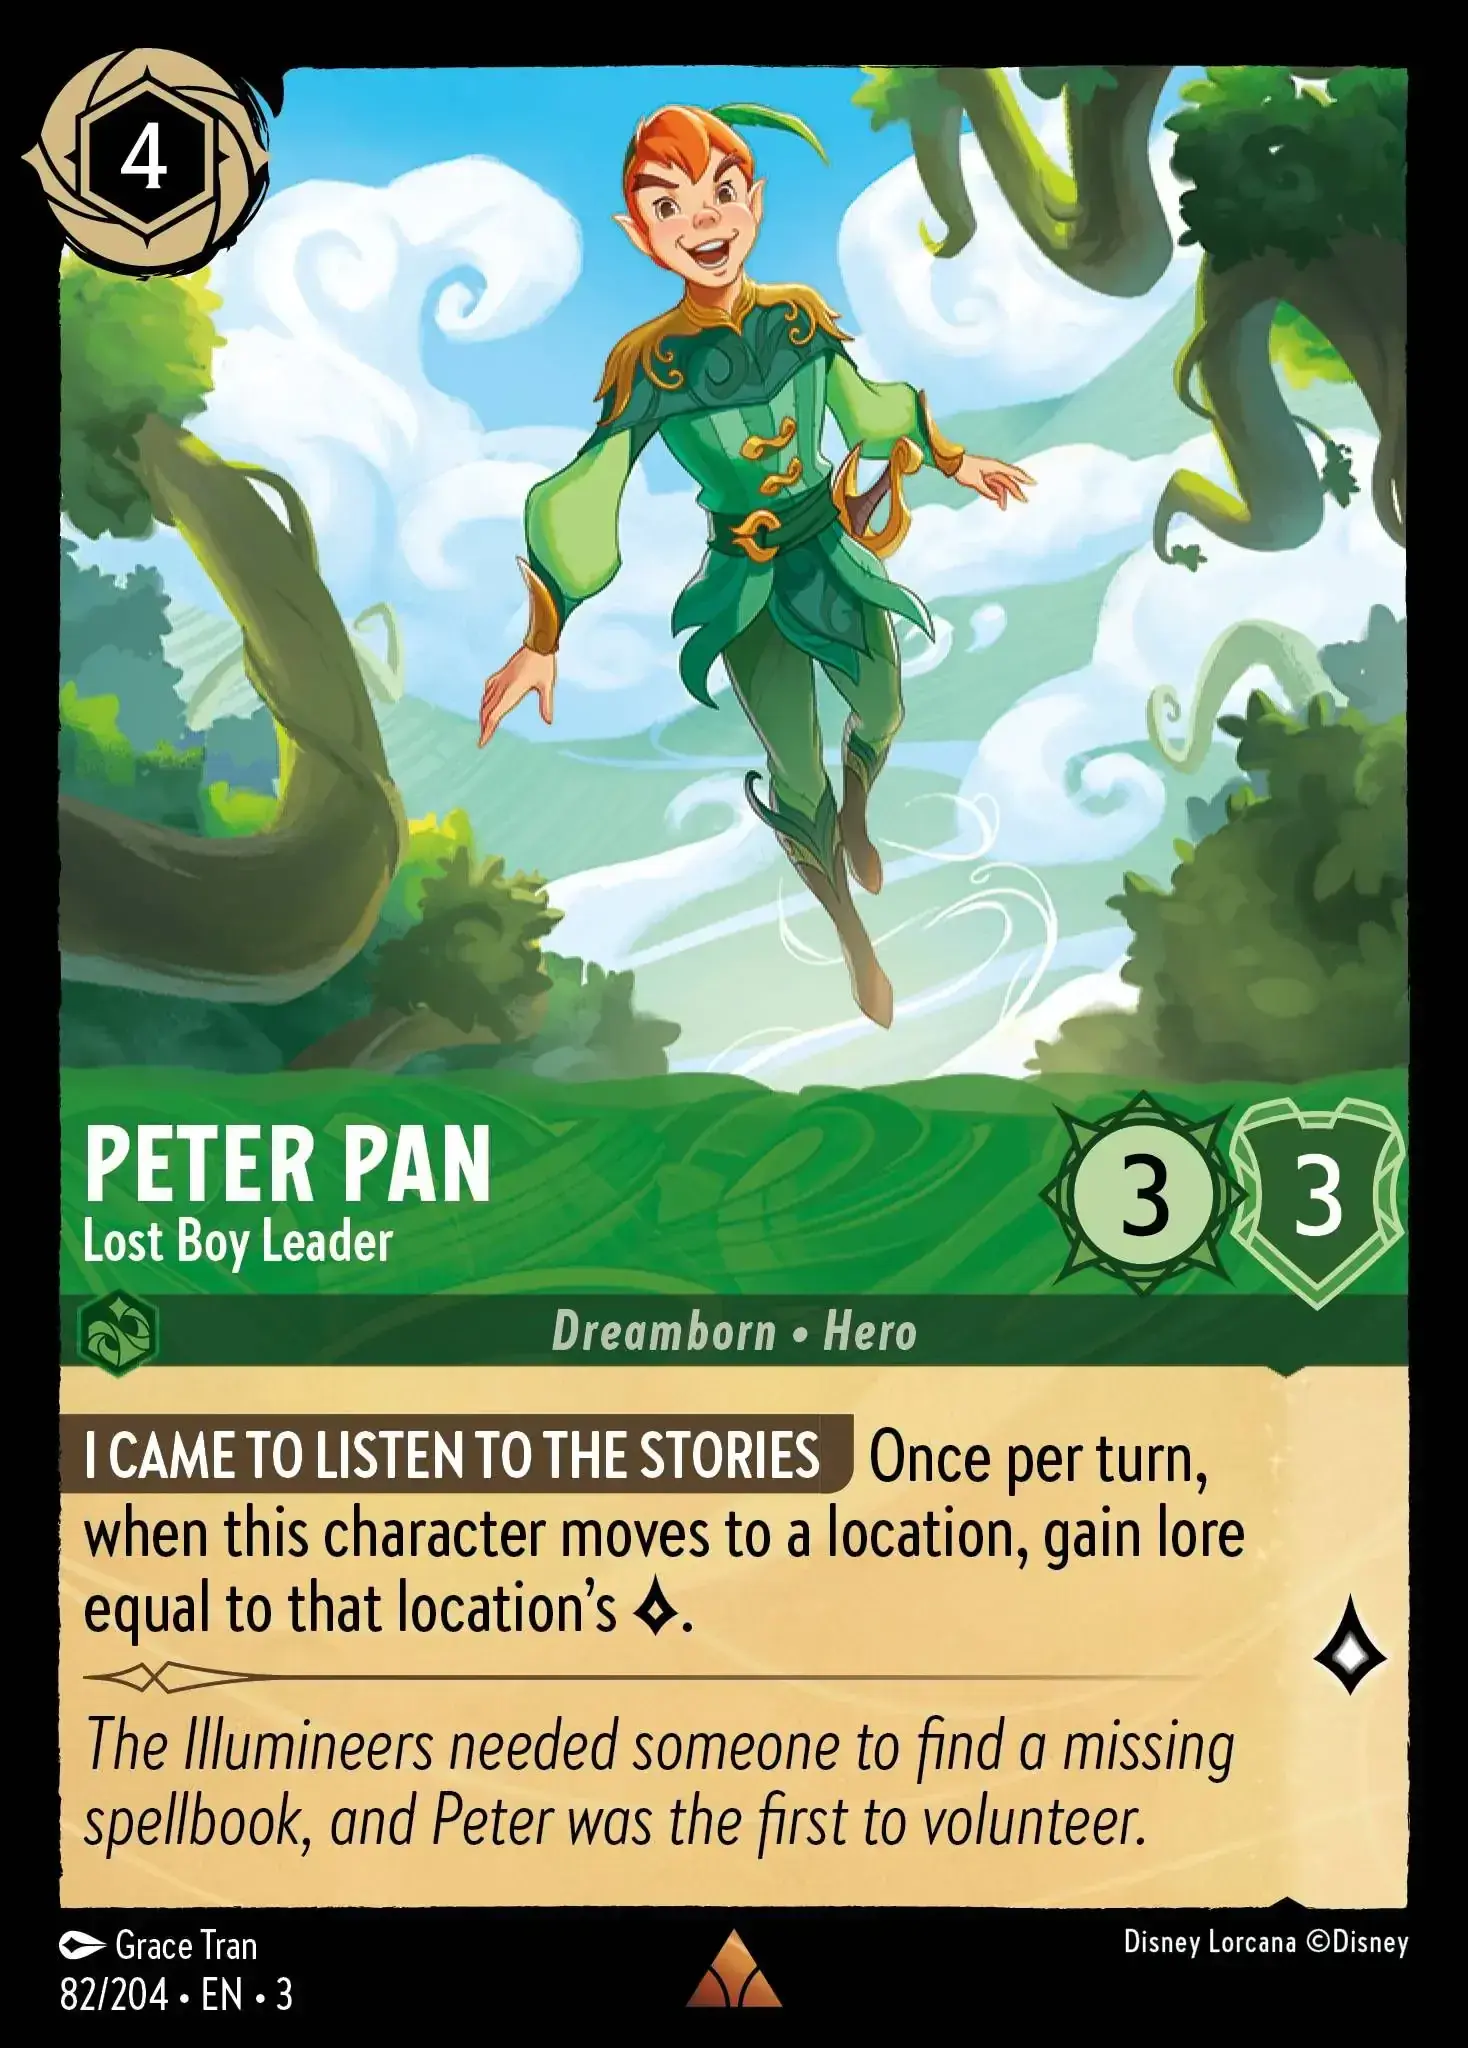 4
PETER PAN
Lost Boy Leader
3 3
Dreamborn • Hero
I CAME TO LISTEN TO THE STORIES Once per turn,
when this character moves to a location, gain lore
equal to that location’s .
The Illumineers needed someone to find a missing
spellbook, and Peter was the first to volunteer.
Grace Tran
82/204 • EN • 3
Disney Lorcana ©Disney